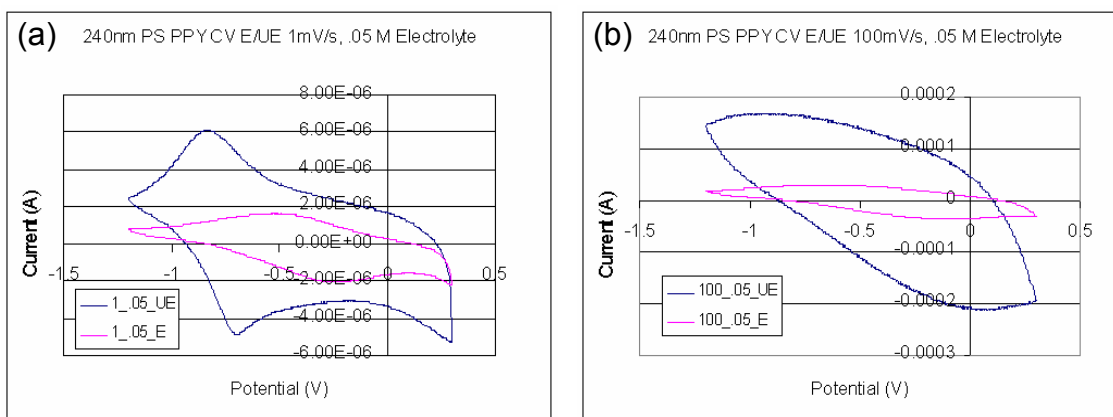 (a) 240nm PS PPY CV E/UE 1mV/s, .05 M Electrolyte
8.00E-06
6.00E-06
4.00E-06
2.00E-06
0.00E+00
-2.00E-06
-4.00E-06
-6.00E-06
-1.5 -1 -0.5 0 0.5
Current (A)
1_.05_UE
1_.05_E
Potential (V)
(b) 240nm PS PPY CV E/UE 100mV/s, .05 M Electrolyte
0.0002
0.0001
0
-0.0001
-0.0002
-0.0003
-1.5 -1 -0.5 0 0.5
Current (A)
100_.05_UE
100_.05_E
Potential (V)